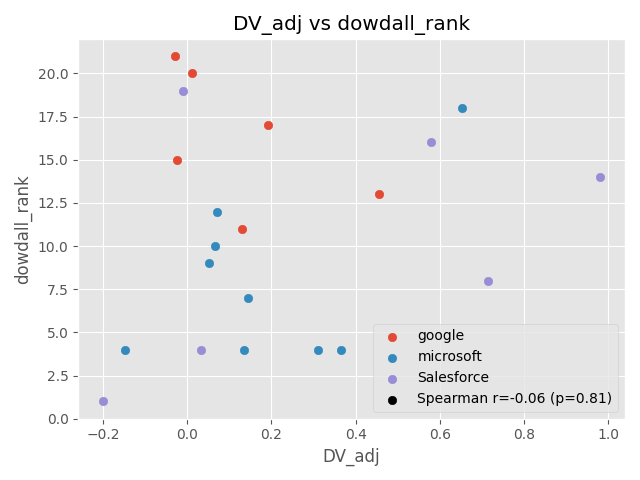 DV_adj vs dowdall_rank
20.0
17.5
15.0
12.5
10.0
7.5
5.0
2.5
0.0
dowdall_rank
google
microsoft
Salesforce
Spearman r=-0.06 (p=0.81)
−0.2 0.0 0.2 0.4 0.6 0.8 1.0
DV_adj